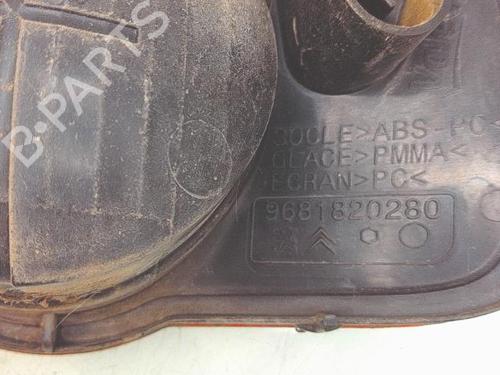 B-PARTS
SOCLE>ABS-PC<
GLACE>PMMA<
ECRAN>PC<
9681820280